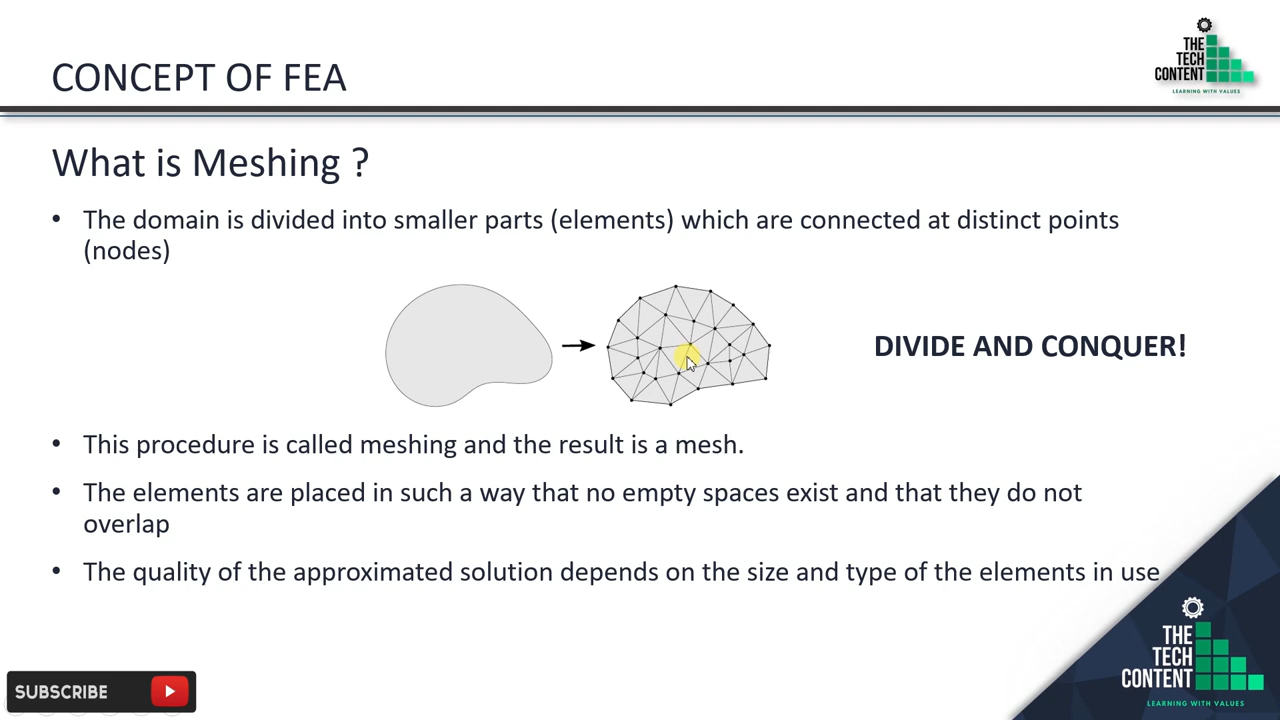 CONCEPT OF FEA
THE
TECH
CONTENT
LEARNING WITH VALUES
What is Meshing ?
• The domain is divided into smaller parts (elements) which are connected at distinct points
(nodes)
DIVIDE AND CONQUER!
• This procedure is called meshing and the result is a mesh.
• The elements are placed in such a way that no empty spaces exist and that they do not
overlap
• The quality of the approximated solution depends on the size and type of the elements in use
THE
TECH
CONTENT
LEARNING WITH VALUES
SUBSCRIBE